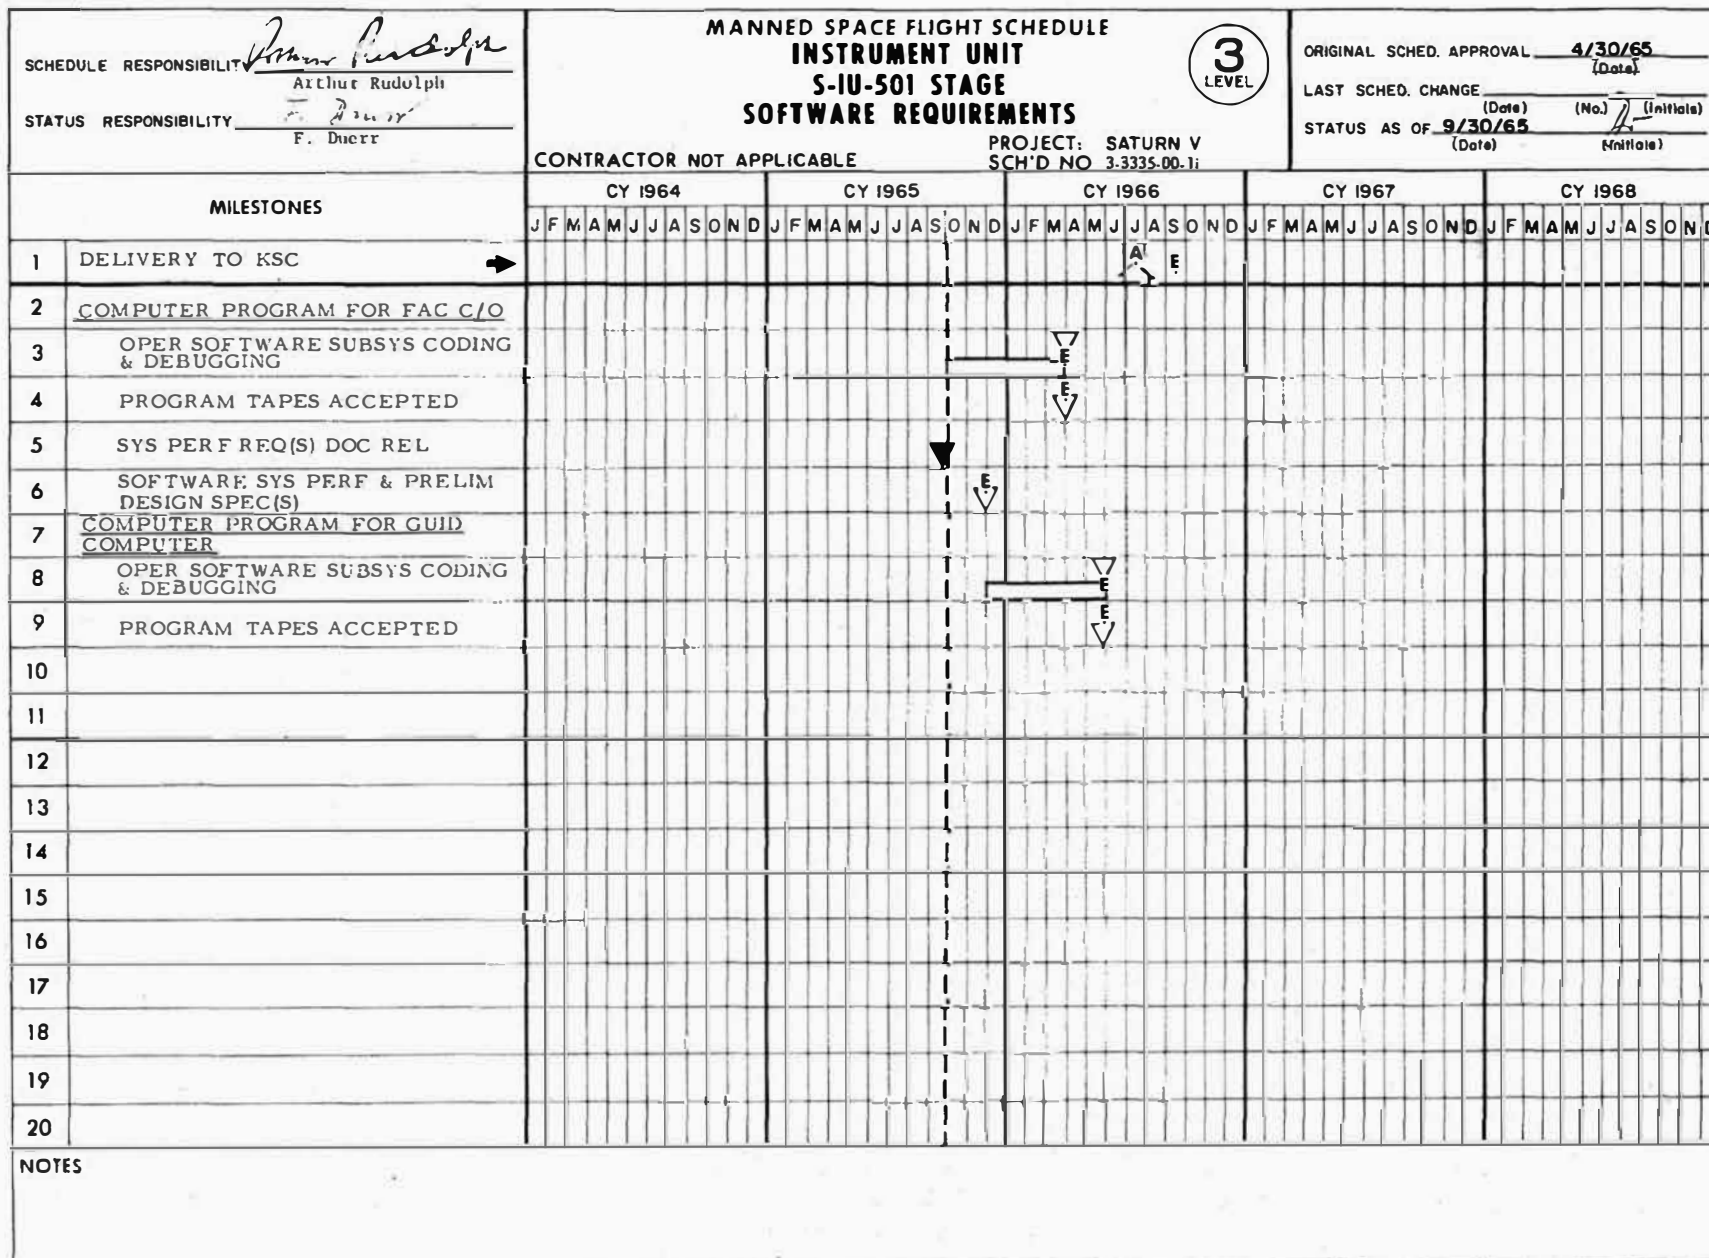 SCHEDULE RESPONSIBILITY
Arthur Rudolph
STATUS RESPONSIBILITY
F. Duerr
MANNED SPACE FLIGHT SCHEDULE
INSTRUMENT UNIT
S-IU-501 STAGE
SOFTWARE REQUIREMENTS
3
LEVEL
CONTRACTOR NOT APPLICABLE
PROJECT: SATURN V
SCH'D NO 3-3335-00-1i
ORIGINAL SCHED. APPROVAL 4/30/65
(Date)
LAST SCHED. CHANGE
(Date) (No.) (Initials)
STATUS AS OF 9/30/65
(Date) (Initials)
MILESTONES
CY 1964 CY 1965 CY 1966 CY 1967 CY 1968
J F M A M J J A S O N D J F M A M J J A S O N D J F M A M J J A S O N D J F M A M J J A S O N D J F M A M J J A S O N D
1 DELIVERY TO KSC A E
2 COMPUTER PROGRAM FOR FAC C/O
3 OPER SOFTWARE SUBSYS CODING
& DEBUGGING E
4 PROGRAM TAPES ACCEPTED E
5 SYS PERF REQ(S) DOC REL
6 SOFTWARE SYS PERF & PRELIM
DESIGN SPEC(S) E
7 COMPUTER PROGRAM FOR GUID
COMPUTER
8 OPER SOFTWARE SUBSYS CODING
& DEBUGGING E
9 PROGRAM TAPES ACCEPTED E
10
11
12
13
14
15
16
17
18
19
20
NOTES